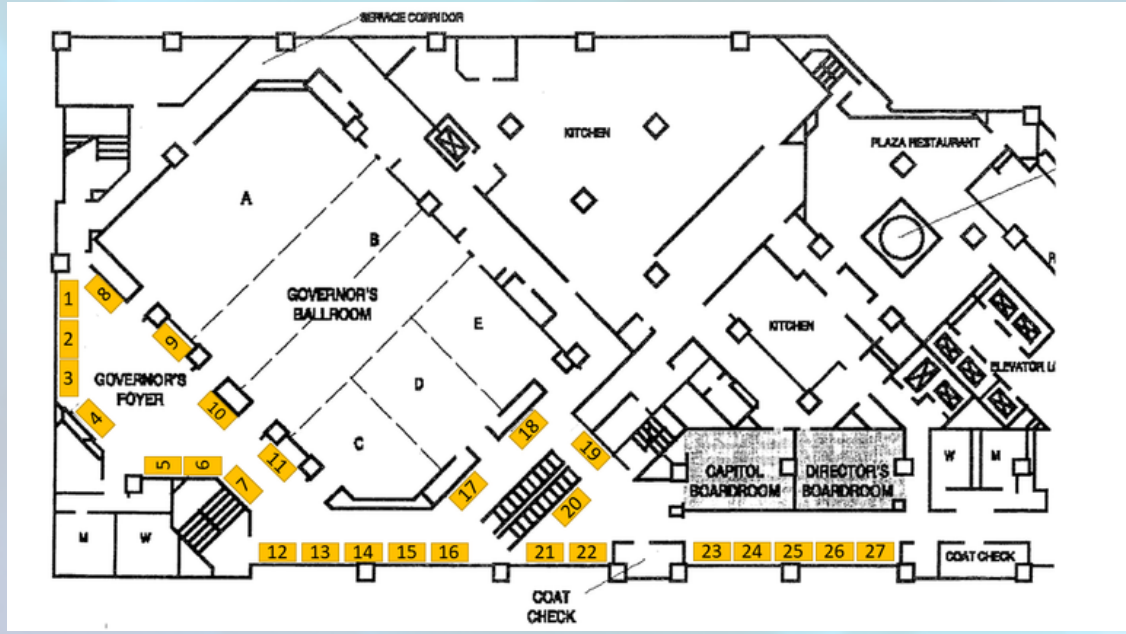 SERVICE CORRIDOR
KITCHEN
PLAZA RESTAURANT
A
B
GOVERNOR'S
BALLROOM
E
KITCHEN
1
8
2
9
3
GOVERNOR'S
FOYER
ELEVATOR
D
10
4
18
C
11
19
5
6
7
17
20
CAPITOL
BOARDROOM
DIRECTOR'S
BOARDROOM
W
M
M
W
12
13
14
15
16
21
22
23
24
25
26
27
COAT CHECK
COAT
CHECK